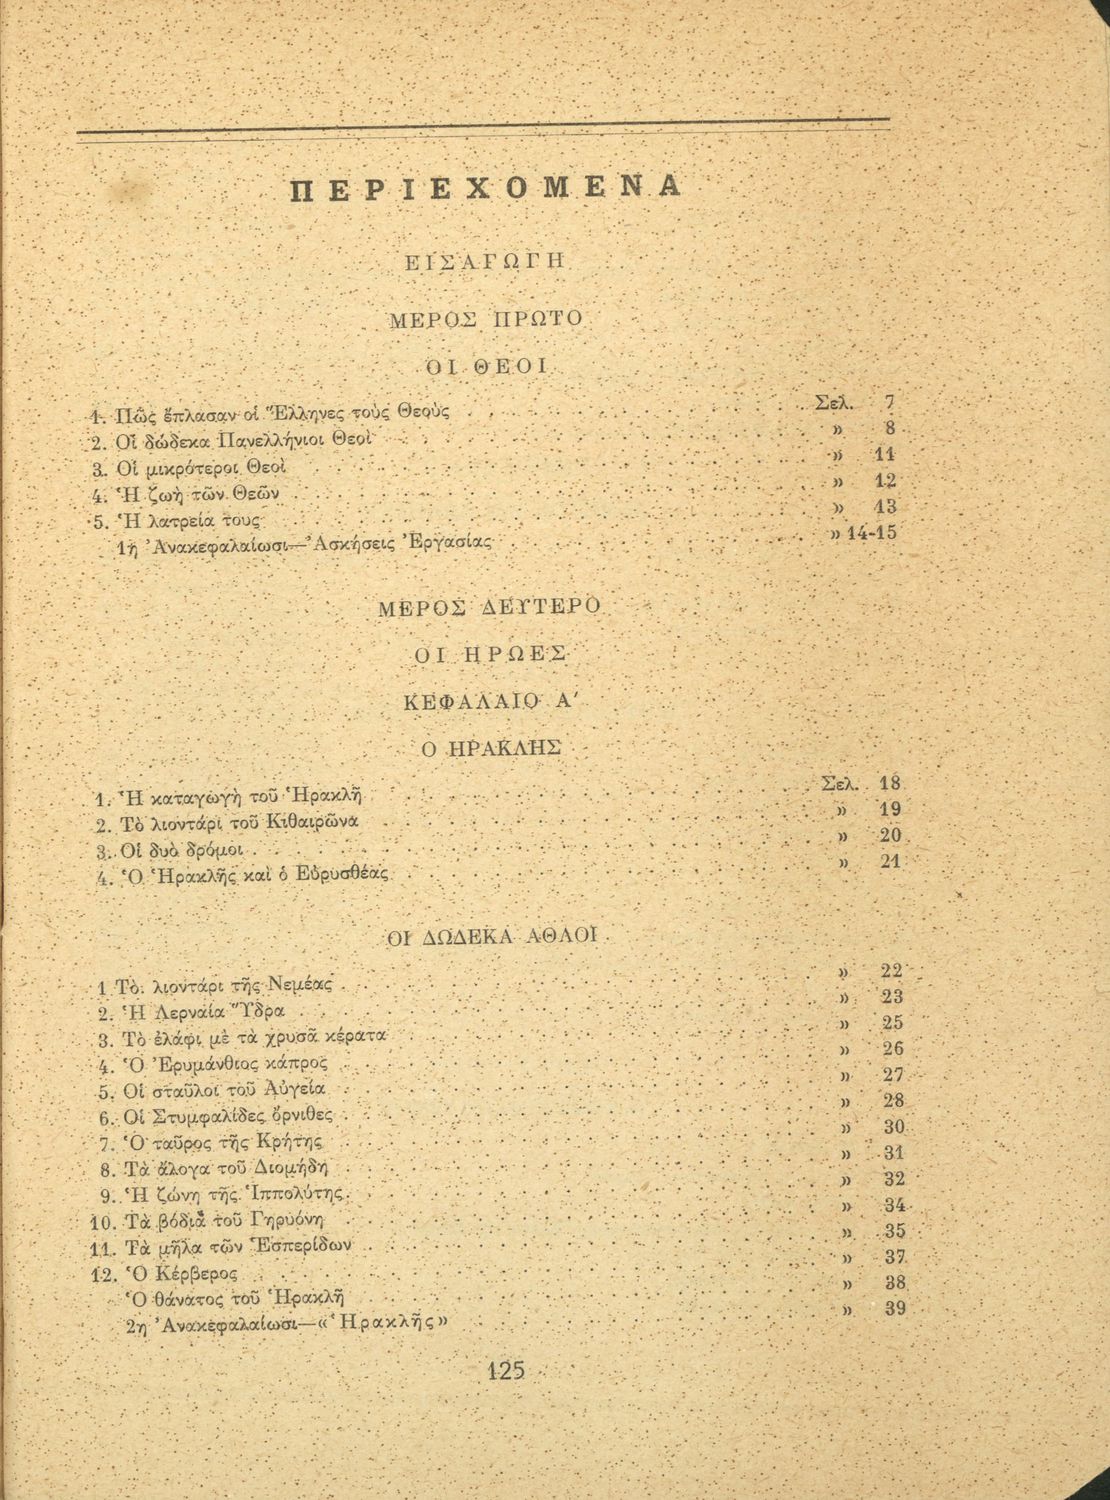 ΠΕΡΙΕΧΟΜΕΝΑ
ΕΙΣΑΓΩΓΗ
ΜΕΡΟΣ ΠΡΩΤΟ
ΟΙ ΘΕΟΙ
1. Πῶς ἔπλασαν οἱ Ἕλληνες τοὺς Θεοὺς . . . . . . . . . . Σελ. 7
2. Οἱ δώδεκα Πανελλήνιοι Θεοὶ . . . . . . . . . . » 8
3. Οἱ μικρότεροι Θεοὶ . . . . . . . . . . » 11
4. Ἡ ζωὴ τῶν Θεῶν . . . . . . . . . . » 12
5. Ἡ λατρεία τους . . . . . . . . . . » 13
1η Ἀνακεφαλαίωσι—Ἀσκήσεις Ἐργασίας . . . . . . . . . . » 14-15
ΜΕΡΟΣ ΔΕΥΤΕΡΟ
ΟΙ ΗΡΩΕΣ
ΚΕΦΑΛΑΙΟ Α′
Ο ΗΡΑΚΛΗΣ
1. Ἡ καταγωγὴ τοῦ Ἡρακλῆ . . . . . . . . . . Σελ. 18
2. Τὸ λιοντάρι τοῦ Κιθαιρῶνα . . . . . . . . . . » 19
3. Οἱ δυὸ δρόμοι . . . . . . . . . . » 20
4. Ὁ Ἡρακλῆς καὶ ὁ Εὐρυσθέας . . . . . . . . . . » 21
ΟΙ ΔΩΔΕΚΑ ΑΘΛΟΙ
1 Τὸ λιοντάρι τῆς Νεμέας . . . . . . . . . . » 22
2. Ἡ Λερναία Ὕδρα . . . . . . . . . . » 23
3. Τὸ ἐλάφι μὲ τὰ χρυσᾶ κέρατα . . . . . . . . . . » 25
4. Ὁ Ἐρυμάνθιος κάπρος . . . . . . . . . . » 26
5. Οἱ σταῦλοι τοῦ Αὐγεία . . . . . . . . . . » 27
6. Οἱ Στυμφαλίδες ὄρνιθες . . . . . . . . . . » 28
7. Ὁ ταῦρος τῆς Κρήτης . . . . . . . . . . » 30
8. Τὰ ἄλογα τοῦ Διομήδη . . . . . . . . . . » 31
9. Ἡ ζώνη τῆς Ἱππολύτης . . . . . . . . . . » 32
10. Τὰ βόδια τοῦ Γηρυόνη . . . . . . . . . . » 34
11. Τὰ μῆλα τῶν Ἑσπερίδων . . . . . . . . . . » 35
12. Ὁ Κέρβερος . . . . . . . . . . » 37
Ὁ θάνατος τοῦ Ἡρακλῆ . . . . . . . . . . » 38
2η Ἀνακεφαλαίωσι—«Ἡρακλῆς» . . . . . . . . . . » 39
125